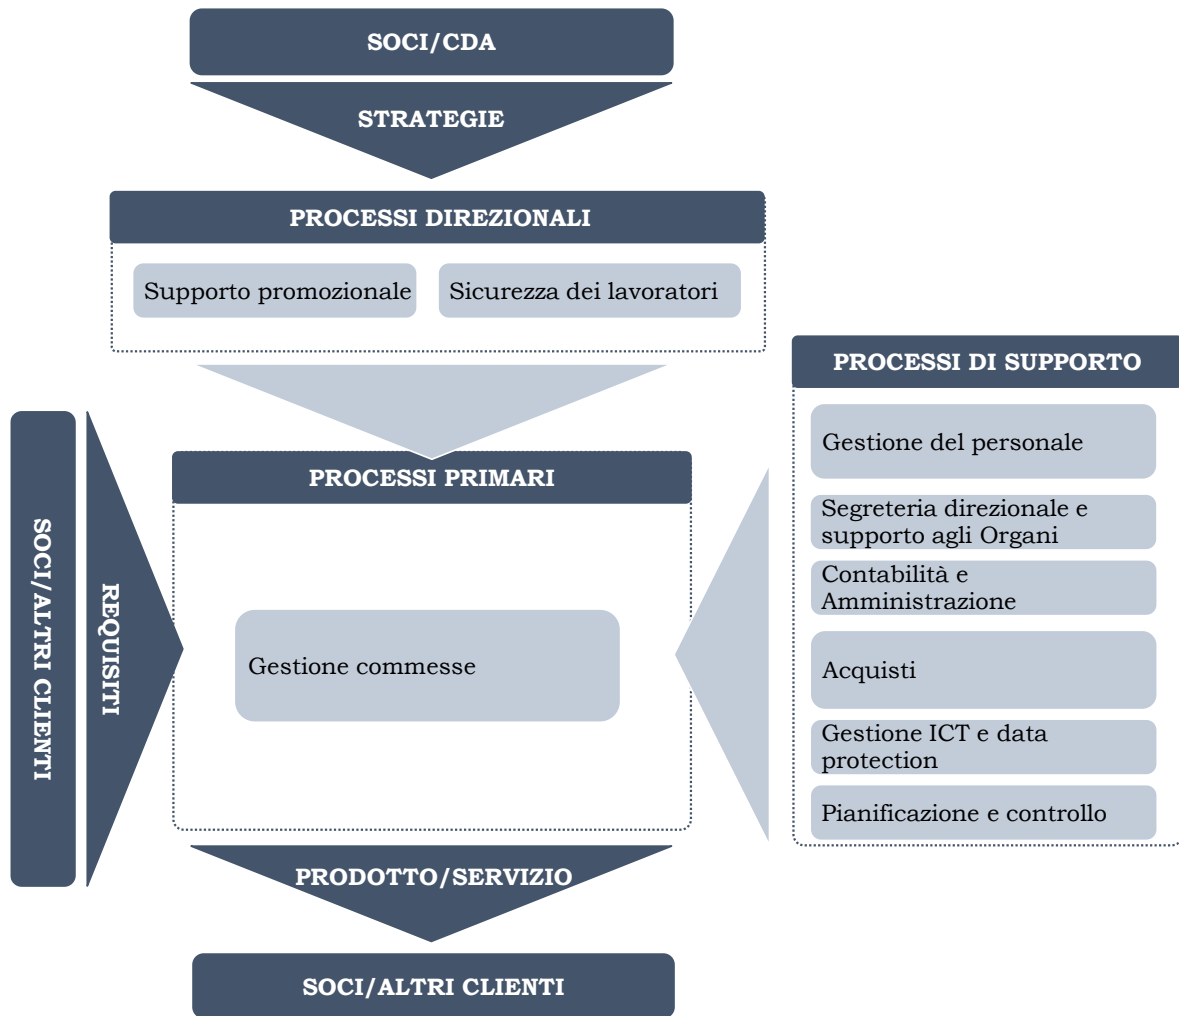 SOCI/CDA
STRATEGIE
PROCESSI DIREZIONALI
Supporto promozionale
Sicurezza dei lavoratori
PROCESSI DI SUPPORTO
Gestione del personale
Segreteria direzionale e
supporto agli Organi
Contabilità e
Amministrazione
Acquisti
Gestione ICT e data
protection
Pianificazione e controllo
SOCI/ALTRI CLIENTI
REQUISITI
PROCESSI PRIMARI
Gestione commesse
PRODOTTO/SERVIZIO
SOCI/ALTRI CLIENTI